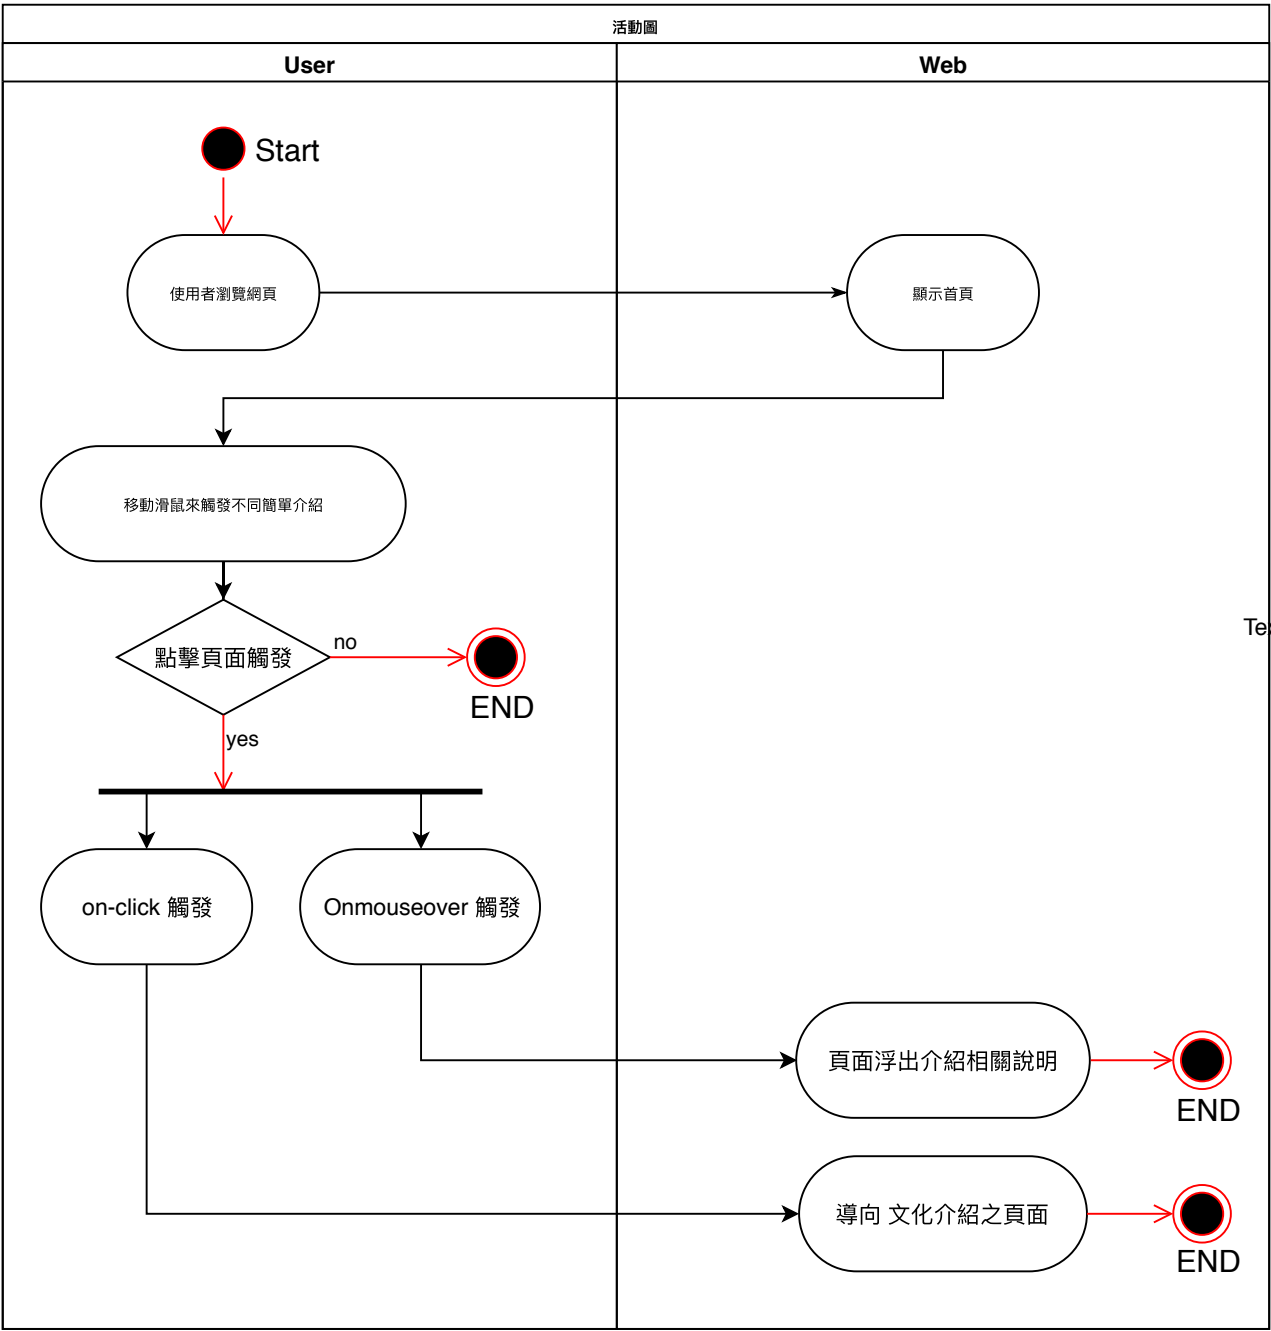 活動圖
User
Web
Start
使用者瀏覽網頁
顯示首頁
移動滑鼠來觸發不同簡單介紹
點擊頁面觸發
no
END
yes
on-click 觸發
Onmouseover 觸發
頁面浮出介紹相關說明
END
導向 文化介紹之頁面
END